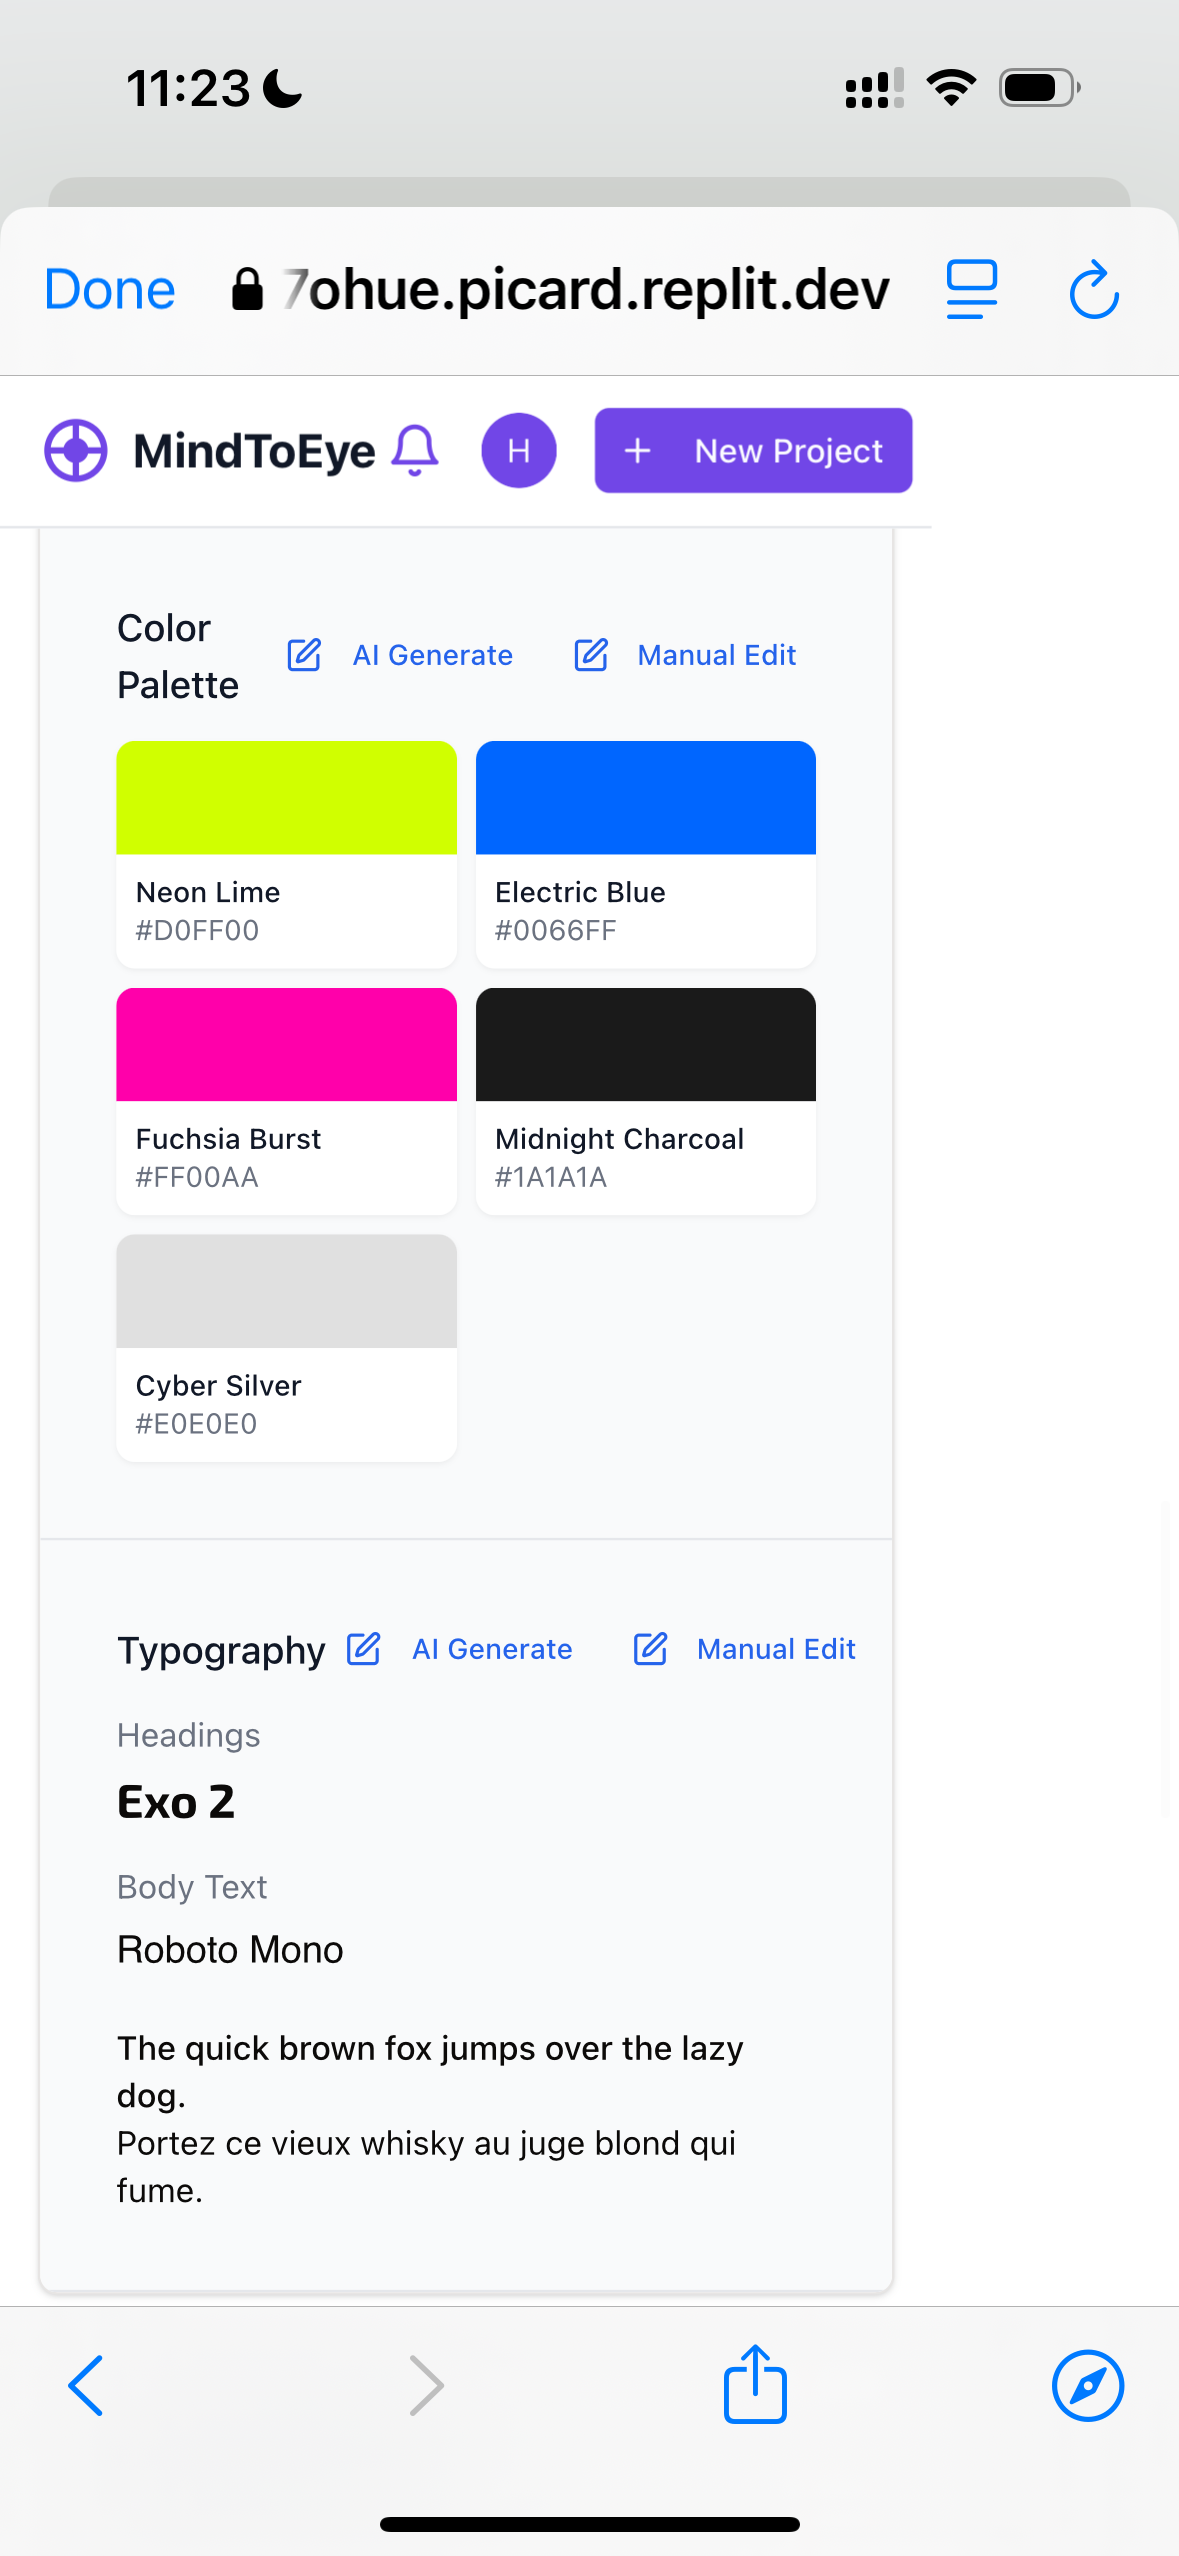 11:23
Done
7ohue.picard.replit.dev
MindToEye
H
+ New Project
Color
Palette
AI Generate
Manual Edit
Neon Lime
#D0FF00
Electric Blue
#0066FF
Fuchsia Burst
#FF00AA
Midnight Charcoal
#1A1A1A
Cyber Silver
#E0E0E0
Typography
AI Generate
Manual Edit
Headings
Exo 2
Body Text
Roboto Mono
The quick brown fox jumps over the lazy
dog.
Portez ce vieux whisky au juge blond qui
fume.